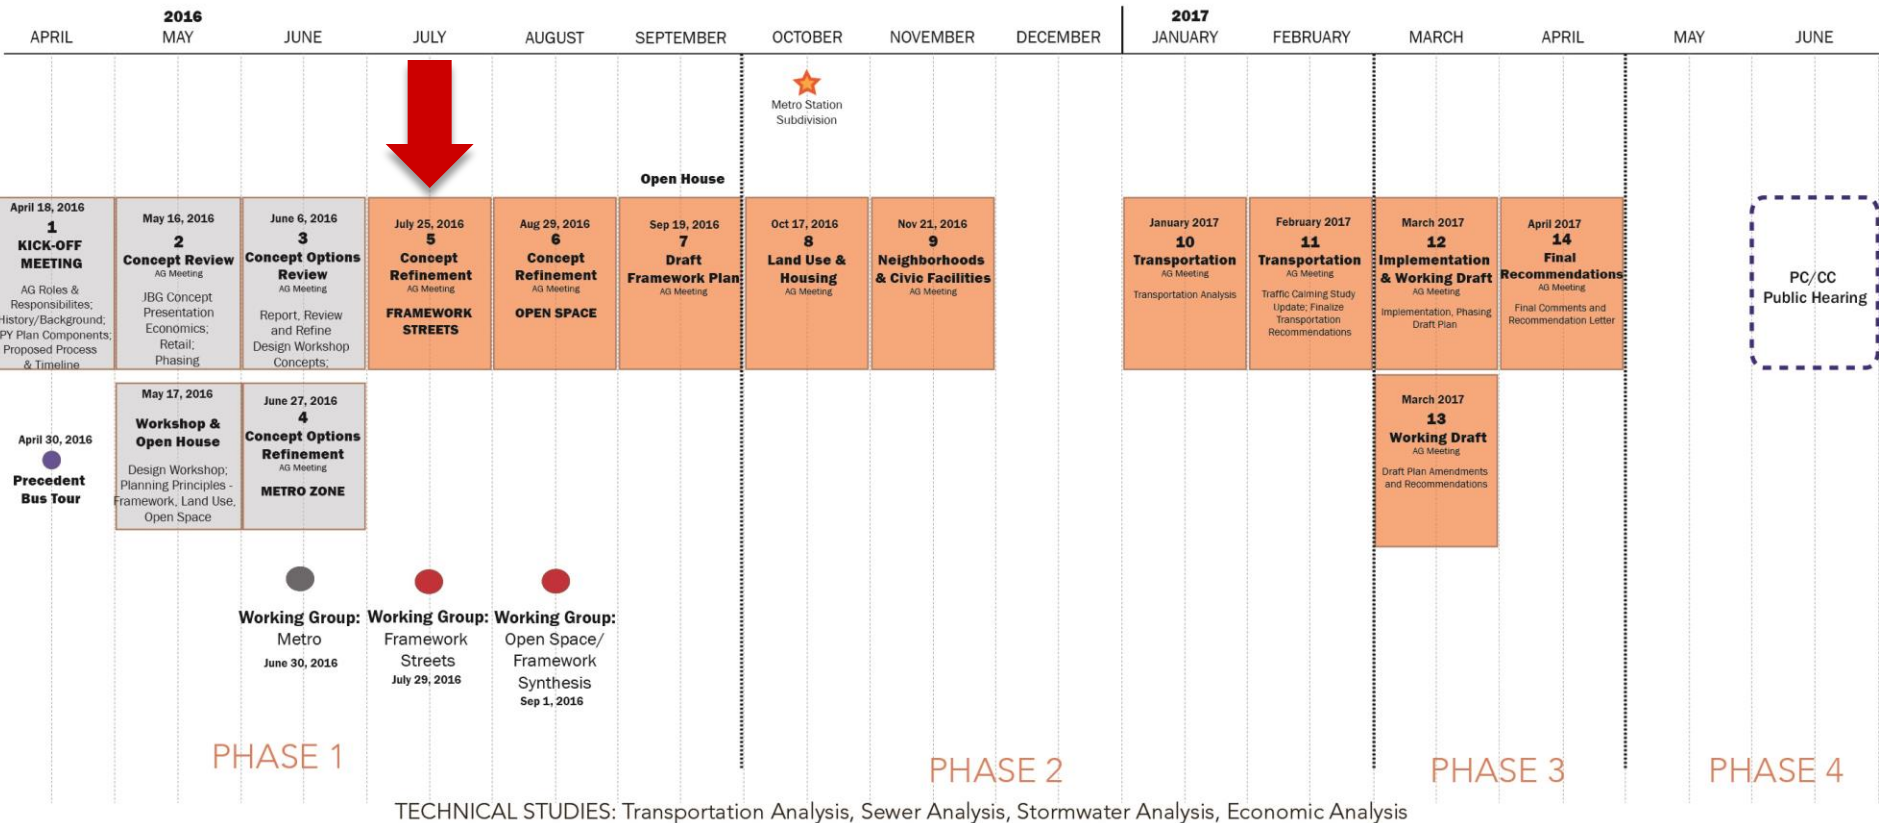 2016
2017
APRIL
MAY
JUNE
JULY
AUGUST
SEPTEMBER
OCTOBER
NOVEMBER
DECEMBER
JANUARY
FEBRUARY
MARCH
APRIL
MAY
JUNE
Metro Station
Subdivision
Open House
April 18, 2016
1
KICK-OFF
MEETING
AG Roles &
Responsibilites;
History/Background;
PY Plan Components;
Proposed Process
& Timeline
May 16, 2016
2
Concept Review
AG Meeting
JBG Concept
Presentation
Economics;
Retail;
Phasing
June 6, 2016
3
Concept Options
Review
AG Meeting
Report, Review
and Refine
Design Workshop
Concepts;
July 25, 2016
5
Concept
Refinement
AG Meeting
FRAMEWORK
STREETS
Aug 29, 2016
6
Concept
Refinement
AG Meeting
OPEN SPACE
Sep 19, 2016
7
Draft
Framework Plan
AG Meeting
Oct 17, 2016
8
Land Use &
Housing
AG Meeting
Nov 21, 2016
9
Neighborhoods
& Civic Facilities
AG Meeting
January 2017
10
Transportation
AG Meeting
Transportation Analysis
February 2017
11
Transportation
AG Meeting
Traffic Calming Study
Update; Finalize
Transportation
Recommendations
March 2017
12
Implementation
& Working Draft
AG Meeting
Implementation, Phasing
Draft Plan
April 2017
14
Final
Recommendations
AG Meeting
Final Comments and
Recommendation Letter
PC/CC
Public Hearing
April 30, 2016
Precedent
Bus Tour
May 17, 2016
Workshop &
Open House
Design Workshop;
Planning Principles -
Framework, Land Use,
Open Space
June 27, 2016
4
Concept Options
Refinement
AG Meeting
METRO ZONE
March 2017
13
Working Draft
AG Meeting
Draft Plan Amendments
and Recommendations
Working Group:
Metro
June 30, 2016
Working Group:
Framework
Streets
July 29, 2016
Working Group:
Open Space/
Framework
Synthesis
Sep 1, 2016
PHASE 1
PHASE 2
PHASE 3
PHASE 4
TECHNICAL STUDIES: Transportation Analysis, Sewer Analysis, Stormwater Analysis, Economic Analysis